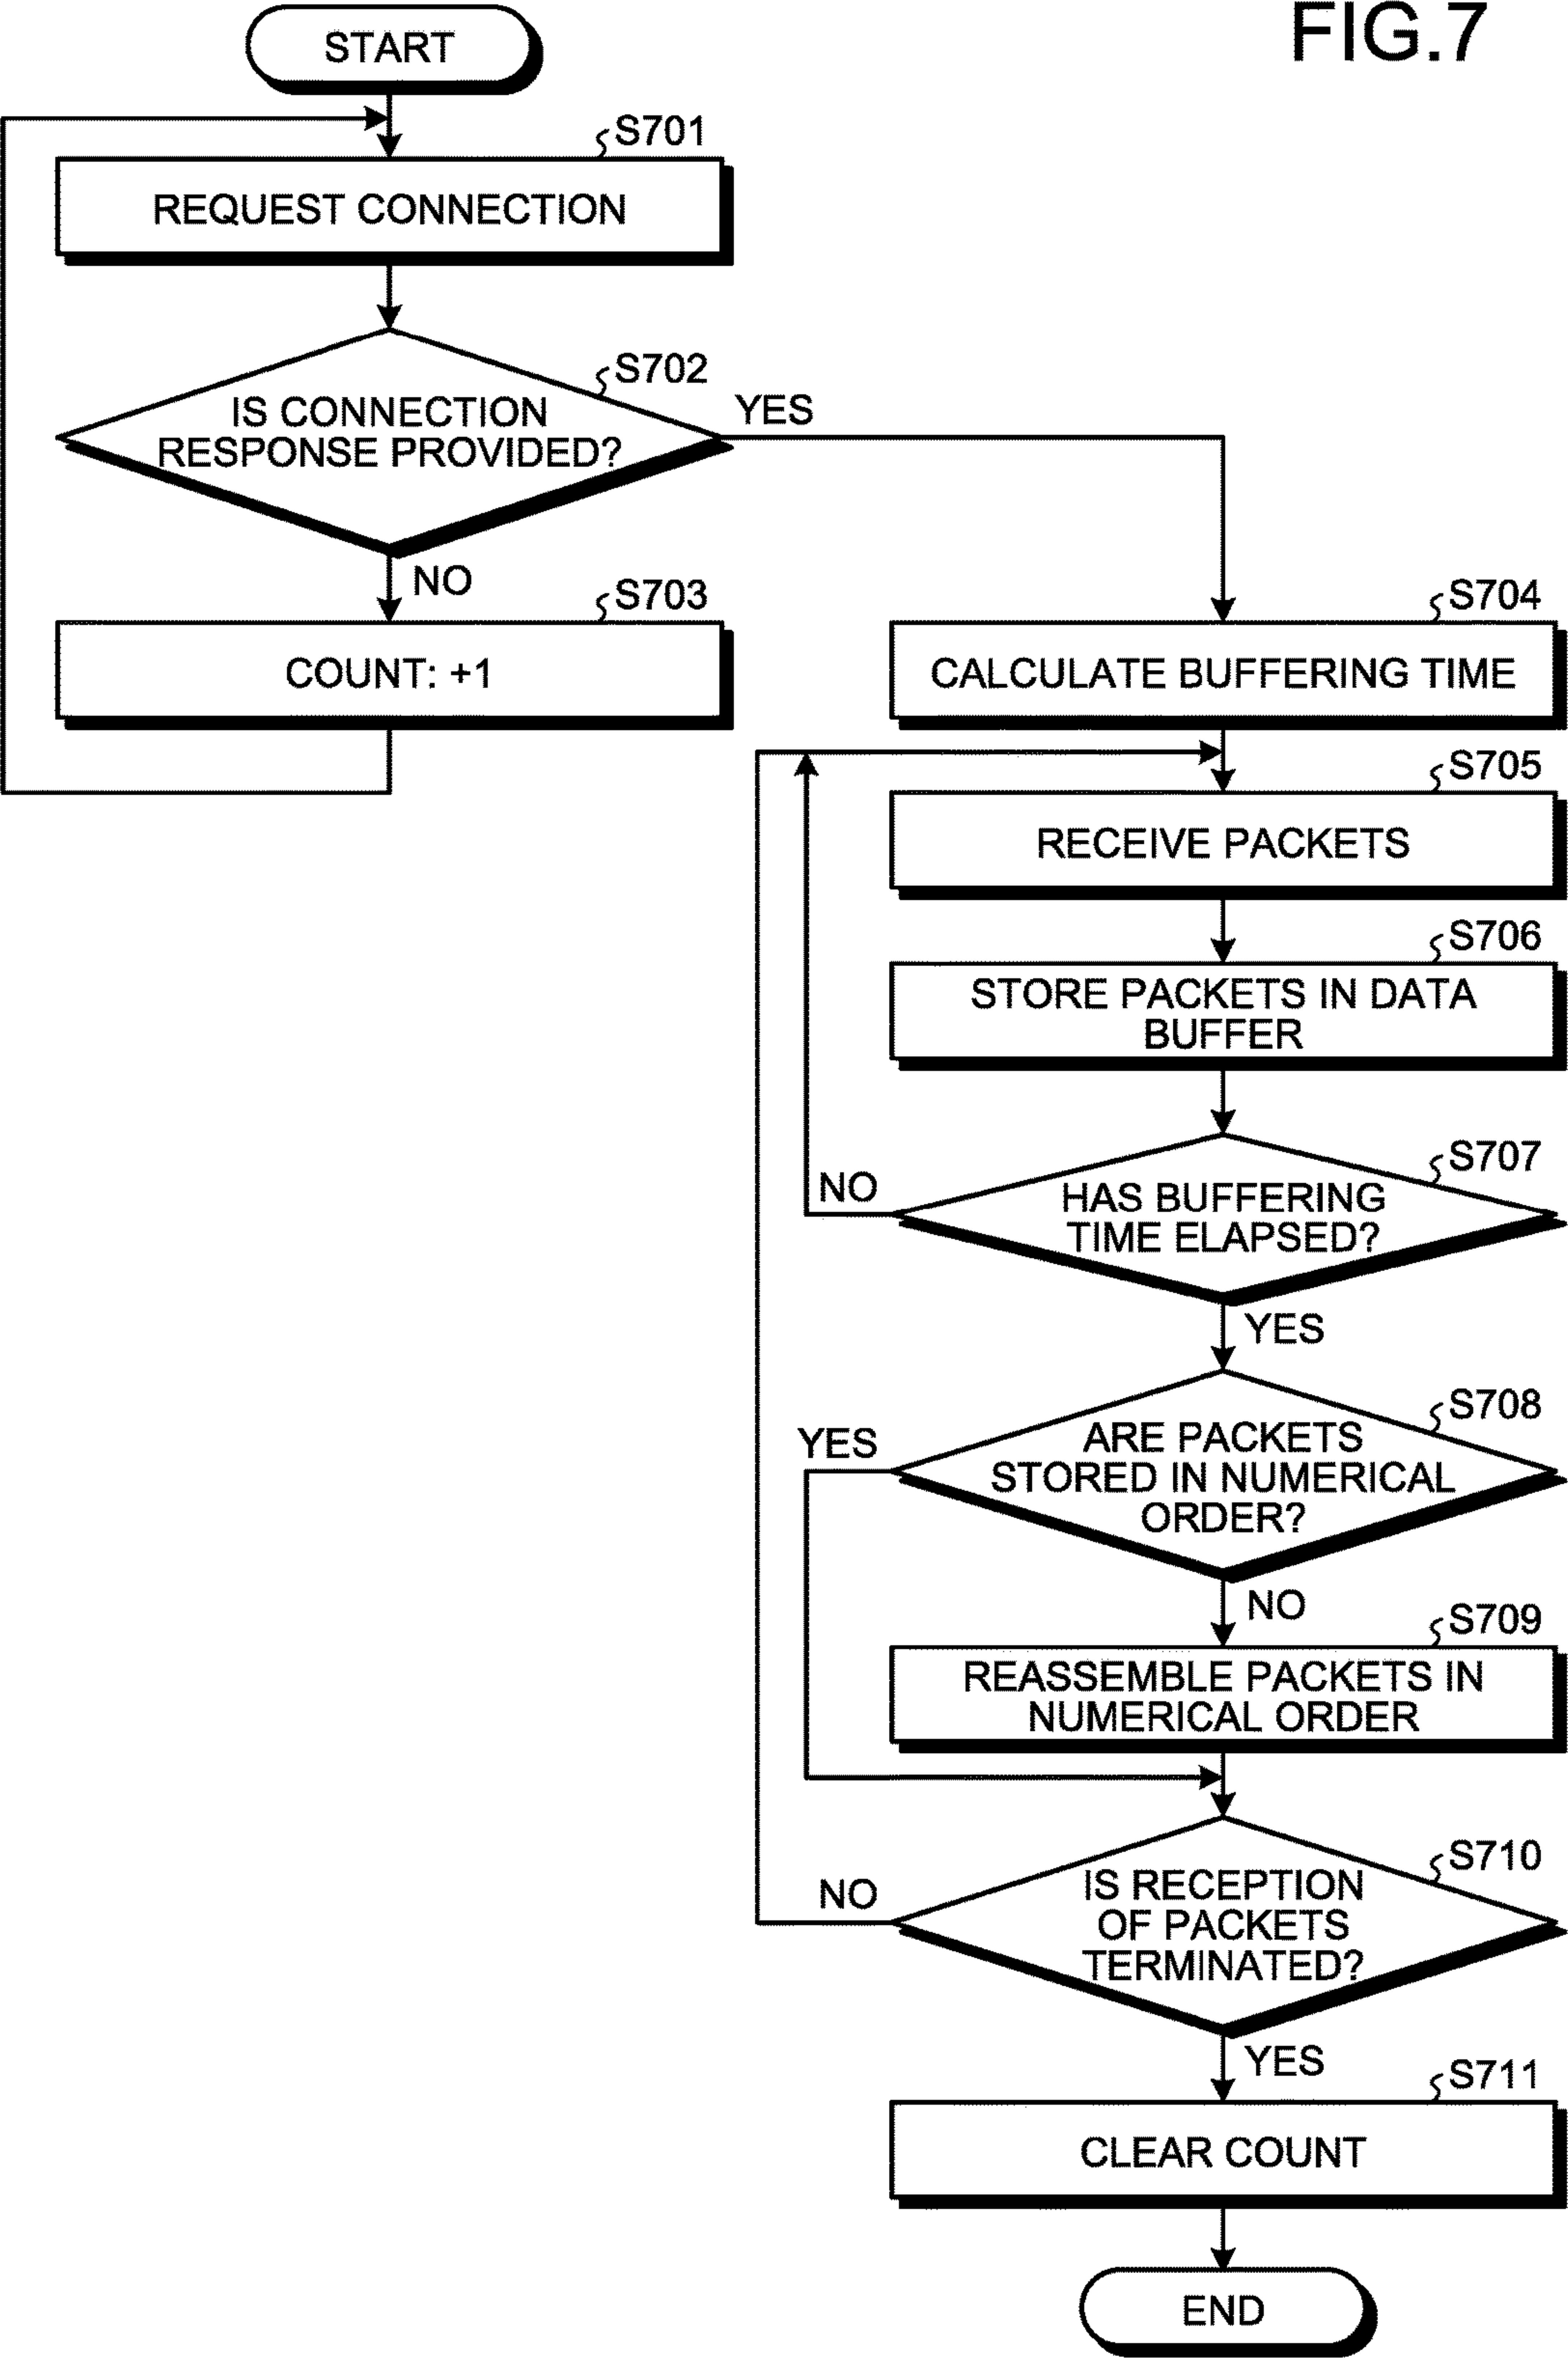 FIG.7
START
S701
REQUEST CONNECTION
S702
IS CONNECTION
RESPONSE PROVIDED?
YES
NO
S703
COUNT: +1
S704
CALCULATE BUFFERING TIME
S705
RECEIVE PACKETS
S706
STORE PACKETS IN DATA
BUFFER
S707
HAS BUFFERING
TIME ELAPSED?
NO
YES
S708
ARE PACKETS
STORED IN NUMERICAL
ORDER?
YES
NO
S709
REASSEMBLE PACKETS IN
NUMERICAL ORDER
S710
IS RECEPTION
OF PACKETS
TERMINATED?
NO
YES
S711
CLEAR COUNT
END